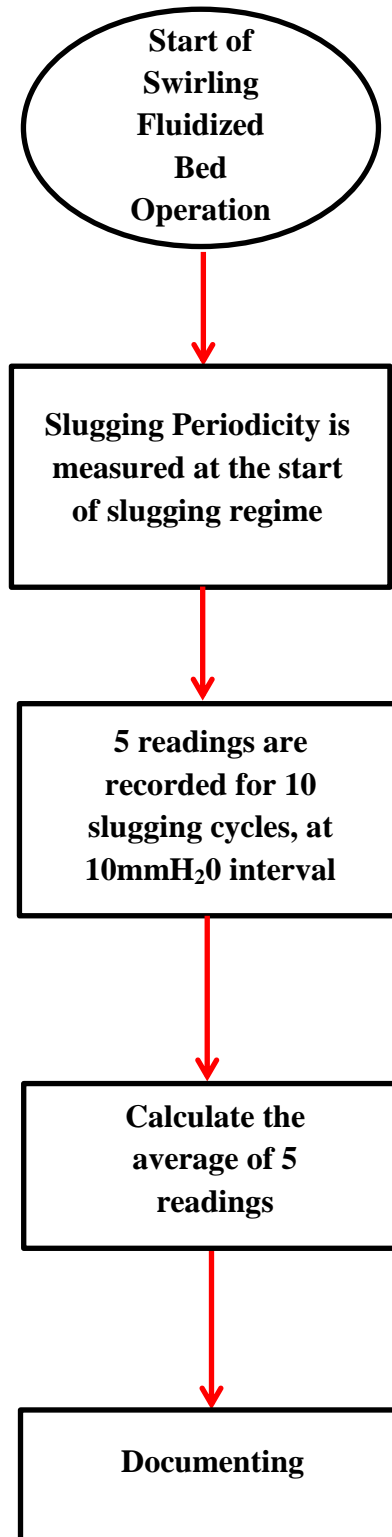 Start of
Swirling
Fluidized
Bed
Operation
Slugging Periodicity is
measured at the start
of slugging regime
5 readings are
recorded for 10
slugging cycles, at
10mmH₂0 interval
Calculate the
average of 5
readings
Documenting